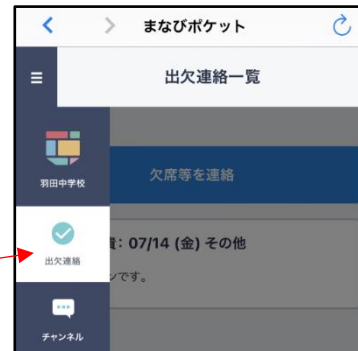 まなびポケット
出欠連絡一覧
羽田中学校
欠席等を連絡
: 07/14 (金) その他
出欠連絡
ンです。
チャンネル